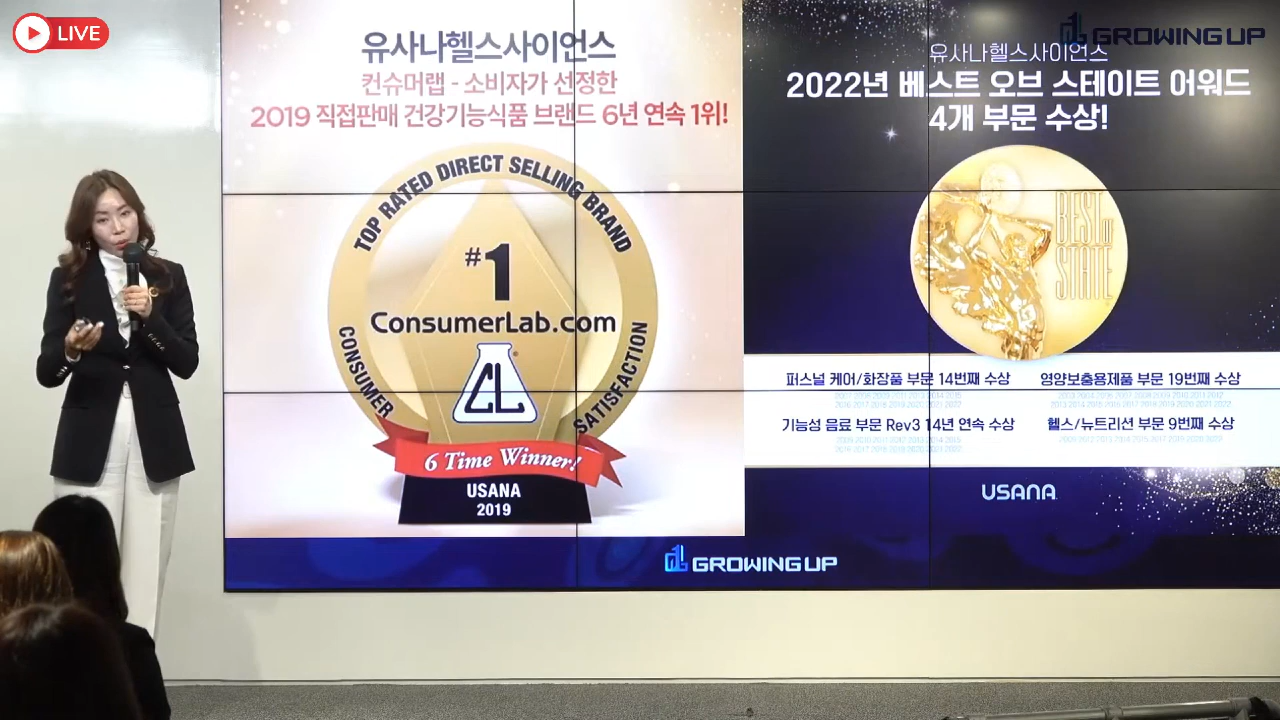 LIVE
유사나헬스사이언스
컨슈머랩 - 소비자가 선정한
2019 직접판매 건강기능식품 브랜드 6년 연속 1위!
TOP RATED DIRECT SELLING BRAND
#1
ConsumerLab.com
CL
CONSUMER SATISFACTION
6 Time Winner!
USANA
2019
GROWING UP
유사나헬스사이언스
2022년 베스트 오브 스테이트 어워드
4개 부문 수상!
BEST OF
STATE
퍼스널 케어/화장품 부문 14번째 수상
영양보충용제품 부문 19번째 수상
기능성 음료 부문 Rev3 14년 연속 수상
헬스/뉴트리션 부문 9번째 수상
USANA
GROWING UP